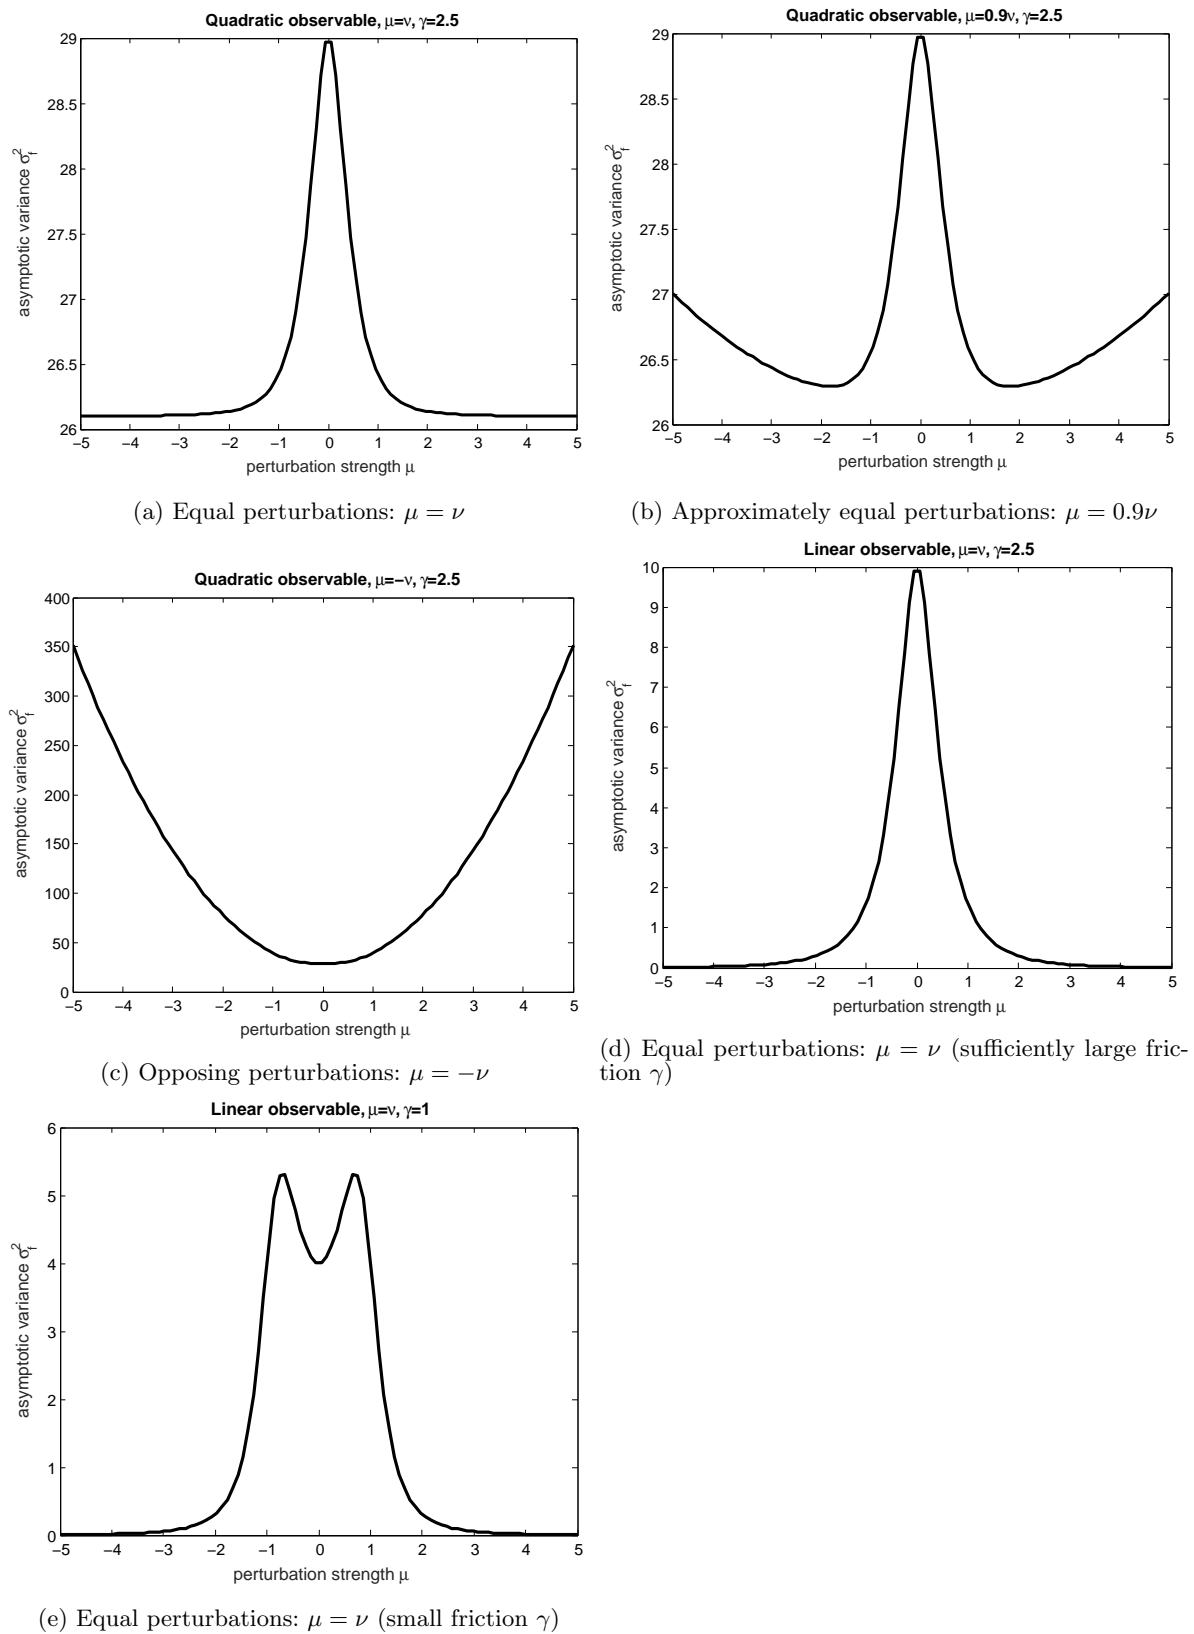 Quadratic observable, μ=ν, γ=2.5
29
28.5
28
27.5
27
26.5
26
asymptotic variance σ_f^2
−5 −4 −3 −2 −1 0 1 2 3 4 5
perturbation strength μ
(a) Equal perturbations: μ = ν
Quadratic observable, μ=0.9ν, γ=2.5
29
28.5
28
27.5
27
26.5
26
asymptotic variance σ_f^2
−5 −4 −3 −2 −1 0 1 2 3 4 5
perturbation strength μ
(b) Approximately equal perturbations: μ = 0.9ν
Quadratic observable, μ=−ν, γ=2.5
400
350
300
250
200
150
100
50
0
asymptotic variance σ_f^2
−5 −4 −3 −2 −1 0 1 2 3 4 5
perturbation strength μ
(c) Opposing perturbations: μ = −ν
Linear observable, μ=ν, γ=2.5
10
9
8
7
6
5
4
3
2
1
0
asymptotic variance σ_f^2
−5 −4 −3 −2 −1 0 1 2 3 4 5
perturbation strength μ
(d) Equal perturbations: μ = ν (sufficiently large fric-
tion γ)
Linear observable, μ=ν, γ=1
6
5
4
3
2
1
0
asymptotic variance σ_f^2
−5 −4 −3 −2 −1 0 1 2 3 4 5
perturbation strength μ
(e) Equal perturbations: μ = ν (small friction γ)